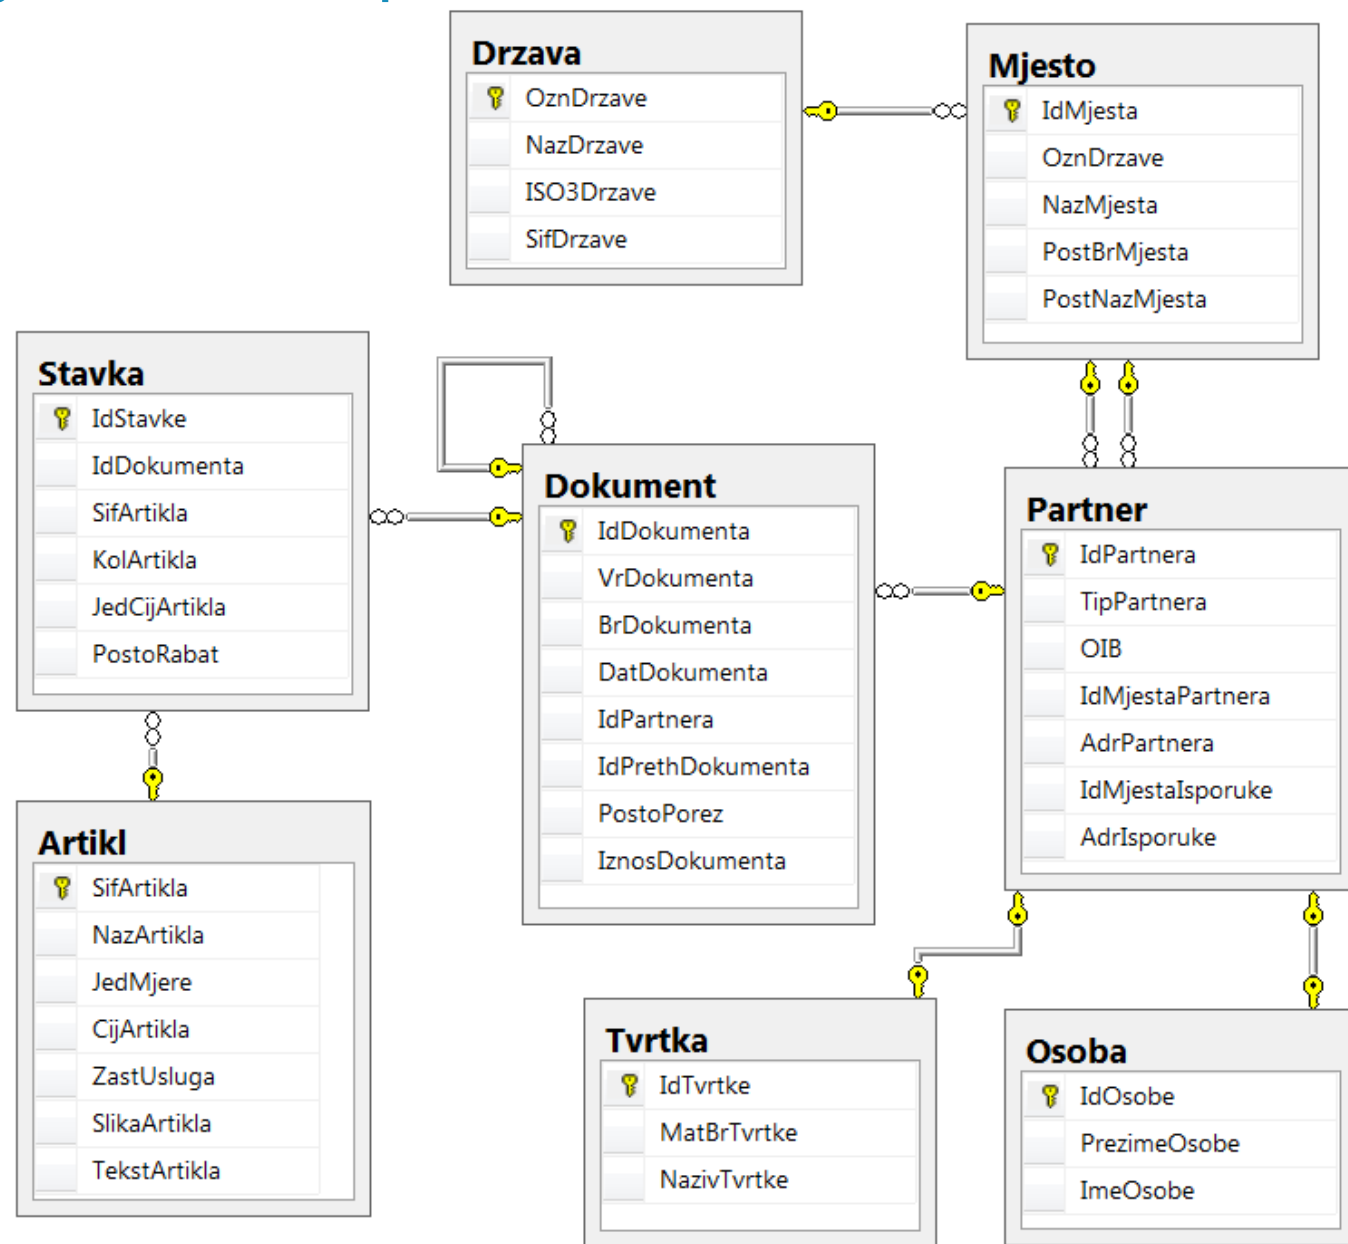 Drzava
OznDrzave
NazDrzave
ISO3Drzave
SifDrzave
Mjesto
IdMjesta
OznDrzave
NazMjesta
PostBrMjesta
PostNazMjesta
Stavka
IdStavke
IdDokumenta
SifArtikla
KolArtikla
JedCijArtikla
PostoRabat
Dokument
IdDokumenta
VrDokumenta
BrDokumenta
DatDokumenta
IdPartnera
IdPrethDokumenta
PostoPorez
IznosDokumenta
Partner
IdPartnera
TipPartnera
OIB
IdMjestaPartnera
AdrPartnera
IdMjestaIsporuke
AdrIsporuke
Artikl
SifArtikla
NazArtikla
JedMjere
CijArtikla
ZastUsluga
SlikaArtikla
TekstArtikla
Tvrtka
IdTvrtke
MatBrTvrtke
NazivTvrtke
Osoba
IdOsobe
PrezimeOsobe
ImeOsobe